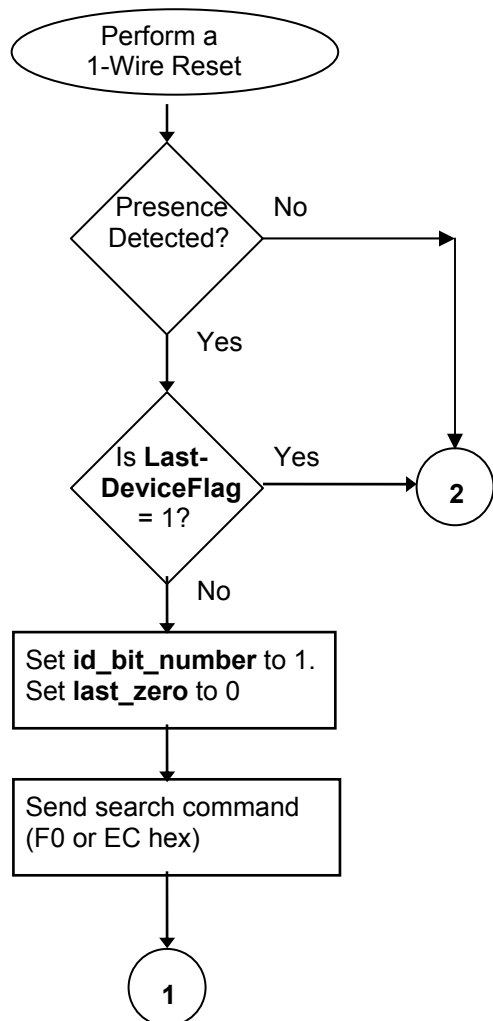 Perform a
1-Wire Reset
Presence
Detected?
No
Yes
Is Last-
DeviceFlag
= 1?
Yes
2
No
Set id_bit_number to 1.
Set last_zero to 0
Send search command
(F0 or EC hex)
1